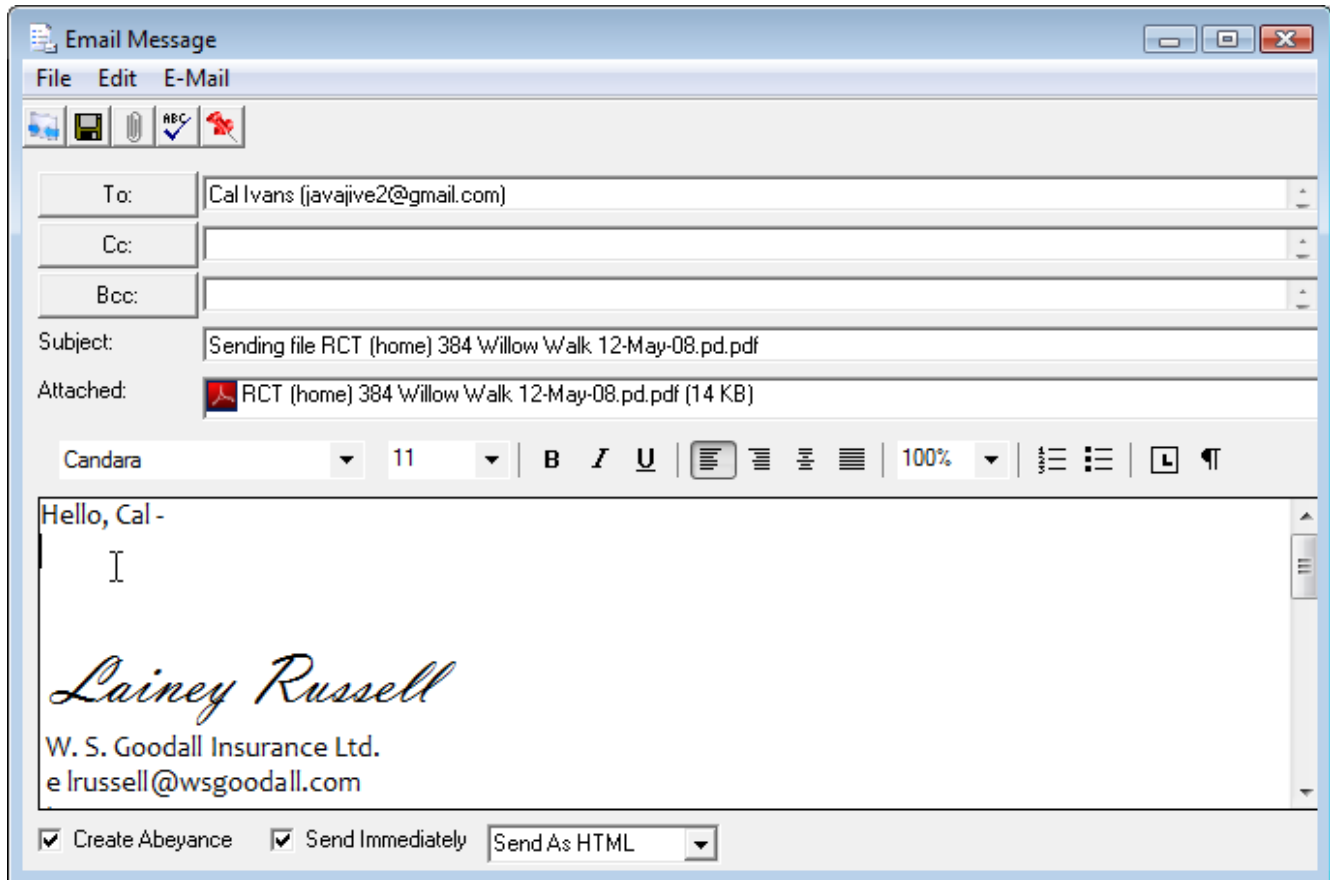 Email Message
File Edit E-Mail
ABC
To: Cal Ivans (javajive2@gmail.com)
Cc:
Bcc:
Subject: Sending file RCT (home) 384 Willow Walk 12-May-08.pd.pdf
Attached: RCT (home) 384 Willow Walk 12-May-08.pd.pdf (14 KB)
Candara 11 B I U 100% L ¶
Hello, Cal -
Lainey Russell
W. S. Goodall Insurance Ltd.
e lrussell@wsgoodall.com
Create Abeyance Send Immediately Send As HTML